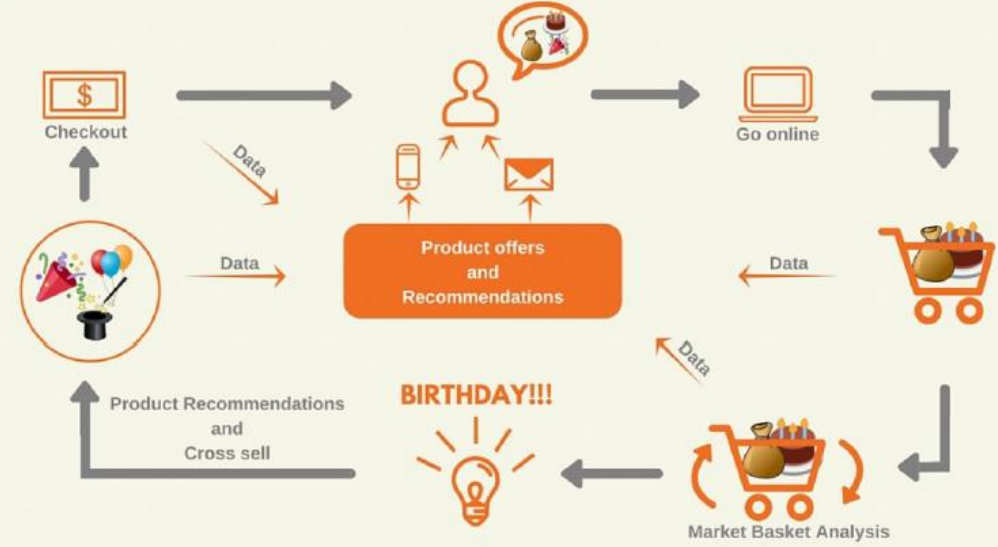 $
Checkout
Go online
Data
Product offers
and
Recommendations
Data
Data
Data
BIRTHDAY!!!
Product Recommendations
and
Cross sell
Market Basket Analysis